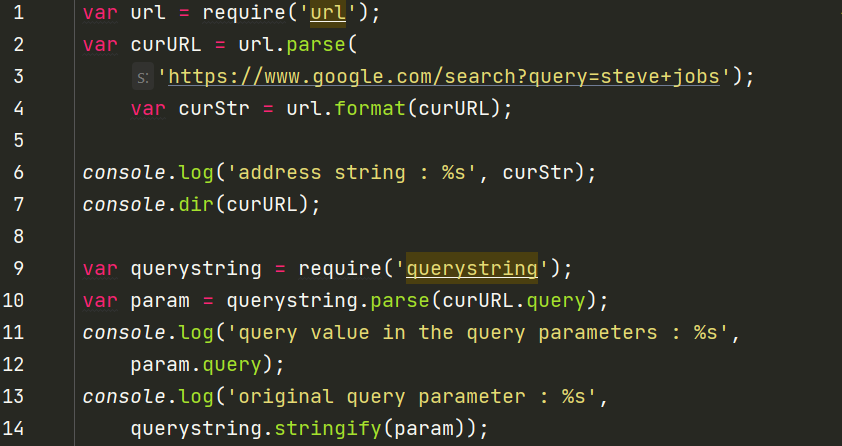 1 var url = require('url');
2 var curURL = url.parse(
3 s: 'https://www.google.com/search?query=steve+jobs');
4 var curStr = url.format(curURL);
5
6 console.log('address string : %s', curStr);
7 console.dir(curURL);
8
9 var querystring = require('querystring');
10 var param = querystring.parse(curURL.query);
11 console.log('query value in the query parameters : %s',
12 param.query);
13 console.log('original query parameter : %s',
14 querystring.stringify(param));